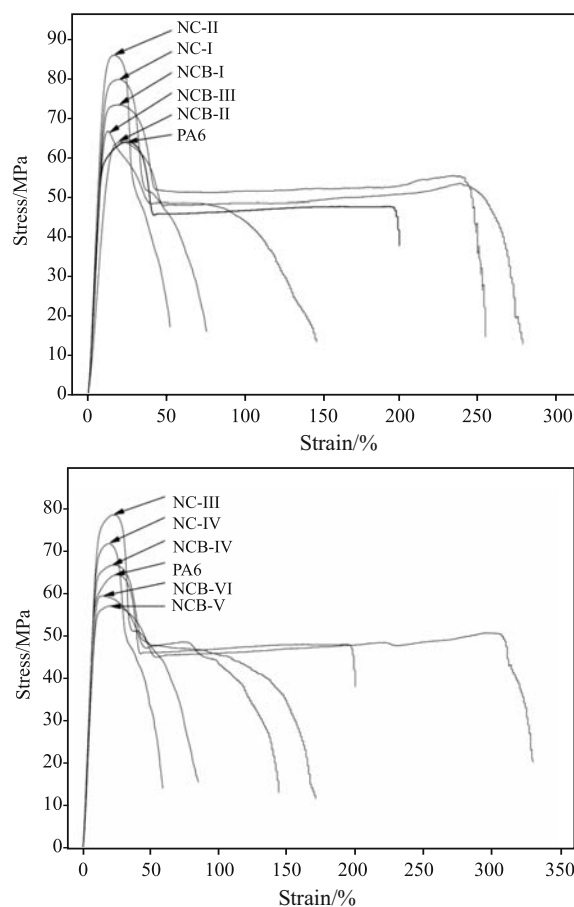 NC-II
NC-I
NCB-I
NCB-III
NCB-II
PA6
90
80
70
60
50
40
30
20
10
0
Stress/MPa
0 50 100 150 200 250 300
Strain/%
NC-III
NC-IV
NCB-IV
PA6
NCB-VI
NCB-V
80
70
60
50
40
30
20
10
0
Stress/MPa
0 50 100 150 200 250 300 350
Strain/%